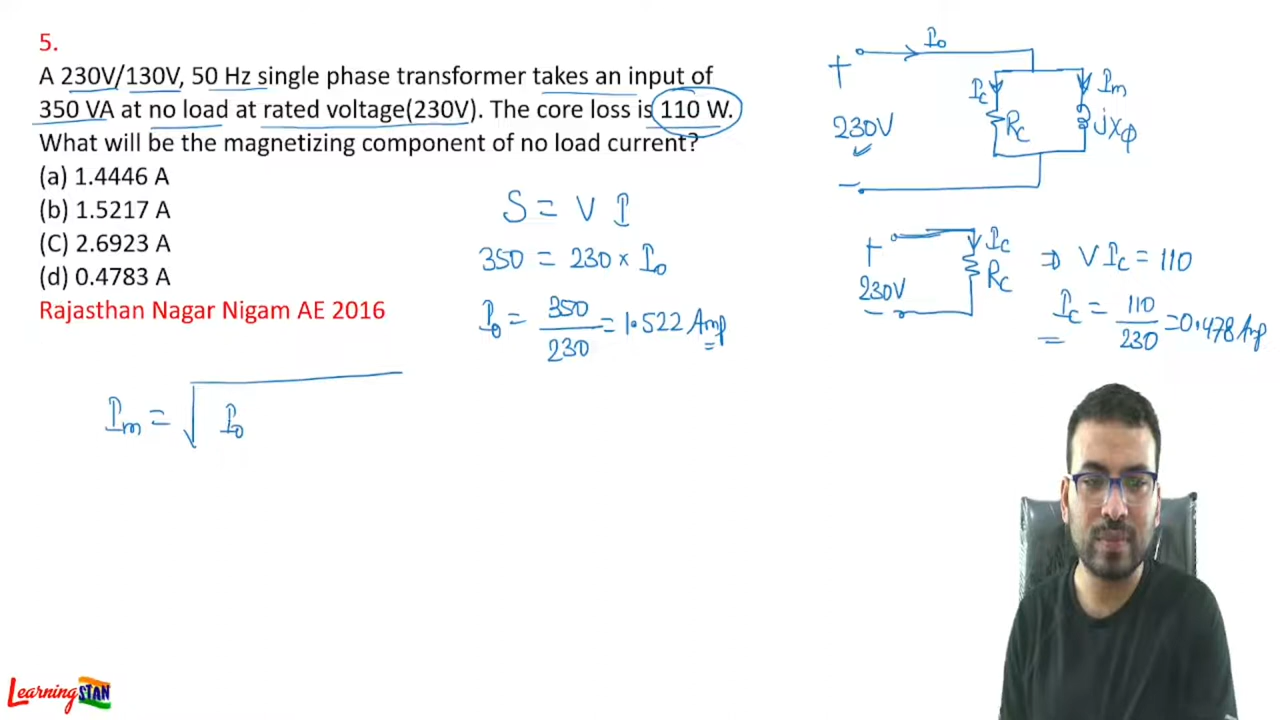 5.
A 230V/130V, 50 Hz single phase transformer takes an input of
350 VA at no load at rated voltage(230V). The core loss is 110 W.
What will be the magnetizing component of no load current?
(a) 1.4446 A
(b) 1.5217 A
(C) 2.6923 A
(d) 0.4783 A
Rajasthan Nagar Nigam AE 2016
S = V I
350 = 230 × I₀
I₀ = 350/230 = 1.522 Amp
Iₘ = √ I₀
+ I₀
Ic Iₘ
230V Rc jXφ
−
+ Ic
230V Rc ⇒ V Ic = 110
−
Ic = 110/230 = 0.478 Amp
LearningSTAN